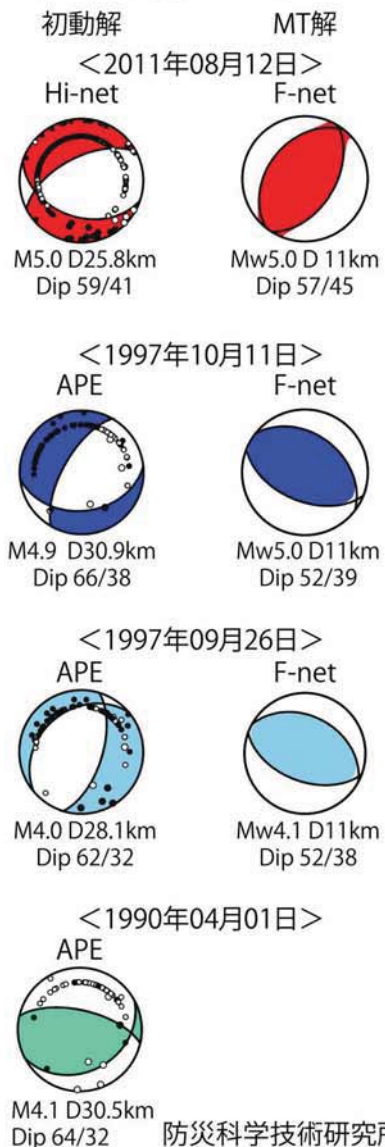 初動解 MT解
＜2011年08月12日＞
Hi-net F-net
M5.0 D25.8km Mw5.0 D 11km
Dip 59/41 Dip 57/45
＜1997年10月11日＞
APE F-net
M4.9 D30.9km Mw5.0 D11km
Dip 66/38 Dip 52/39
＜1997年09月26日＞
APE F-net
M4.0 D28.1km Mw4.1 D11km
Dip 62/32 Dip 52/38
＜1990年04月01日＞
APE
M4.1 D30.5km
Dip 64/32 防災科学技術研究所